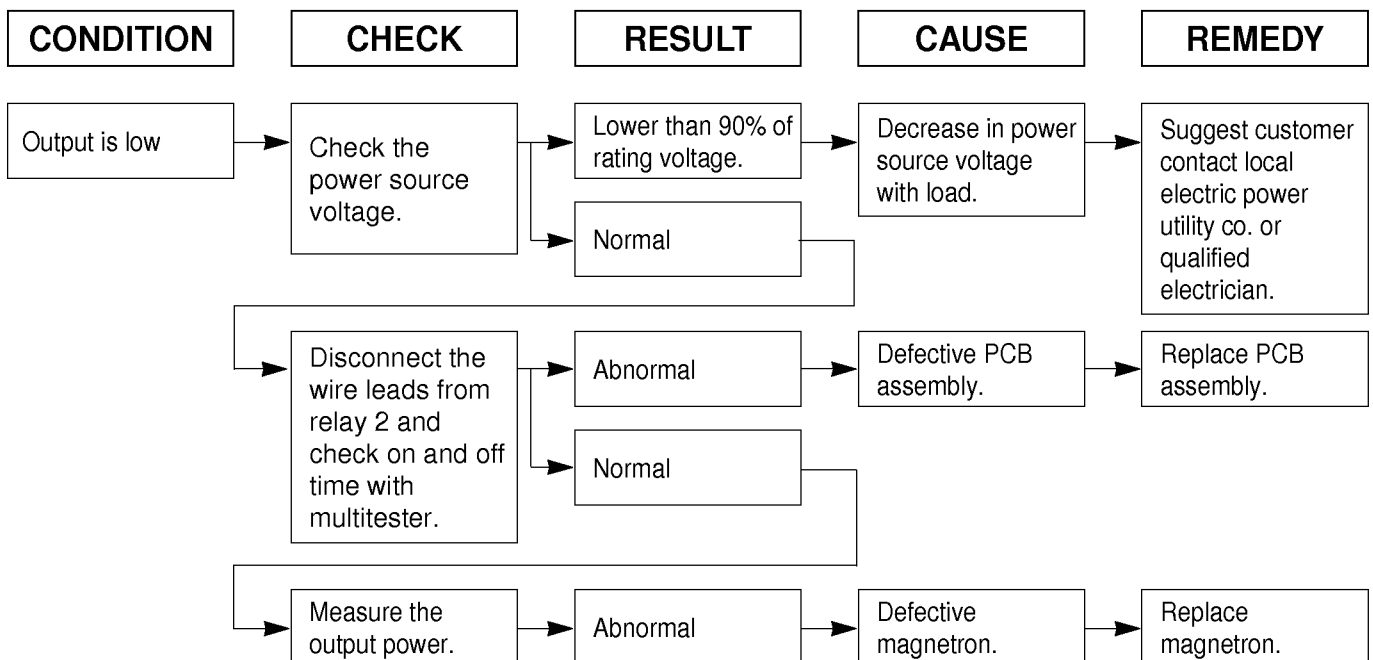 CONDITION
CHECK
RESULT
CAUSE
REMEDY
Output is low
Check the
power source
voltage.
Lower than 90% of
rating voltage.
Decrease in power
source voltage
with load.
Suggest customer
contact local
electric power
utility co. or
qualified
electrician.
Normal
Disconnect the
wire leads from
relay 2 and
check on and off
time with
multitester.
Abnormal
Defective PCB
assembly.
Replace PCB
assembly.
Normal
Measure the
output power.
Abnormal
Defective
magnetron.
Replace
magnetron.